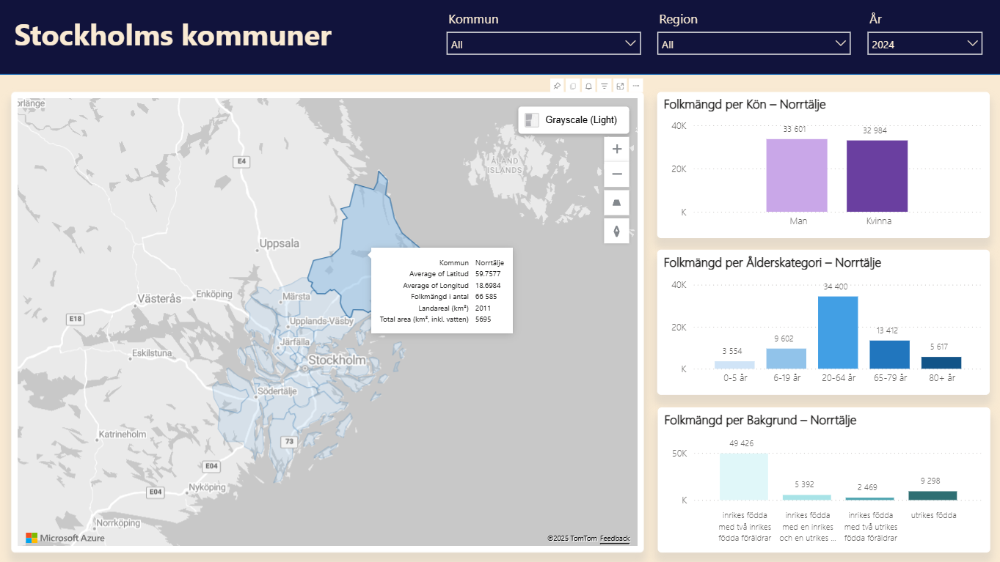 Stockholms kommuner
Kommun
All
Region
All
År
2024
Grayscale (Light)
ÅLAND
ISLANDS
E4
Uppsala
Västerås
Enköping
Märsta
E18
Upplands-Väsby
Järfälla
Eskilstuna
Stockholm
Södertälje
Katrineholm
73
E04
E04
Nyköping
Norrköping
Kommun Norrtälje
Average of Latitud 59.7577
Average of Longitud 18.6984
Folkmängd i antal 66 585
Landareal (km²) 2011
Total area (km², inkl. vatten) 5695
Microsoft Azure
©2025 TomTom Feedback
Folkmängd per Kön – Norrtälje
40K
20K
K
33 601
32 984
Man
Kvinna
Folkmängd per Ålderskategori – Norrtälje
40K
20K
K
3 554
9 602
34 400
13 412
5 617
0-5 år
6-19 år
20-64 år
65-79 år
80+ år
Folkmängd per Bakgrund – Norrtälje
50K
K
49 426
5 392
2 469
9 298
inrikes födda
med två inrikes
födda föräldrar
inrikes födda
med en inrikes
och en utrikes ...
inrikes födda
med två utrikes
födda föräldrar
utrikes födda